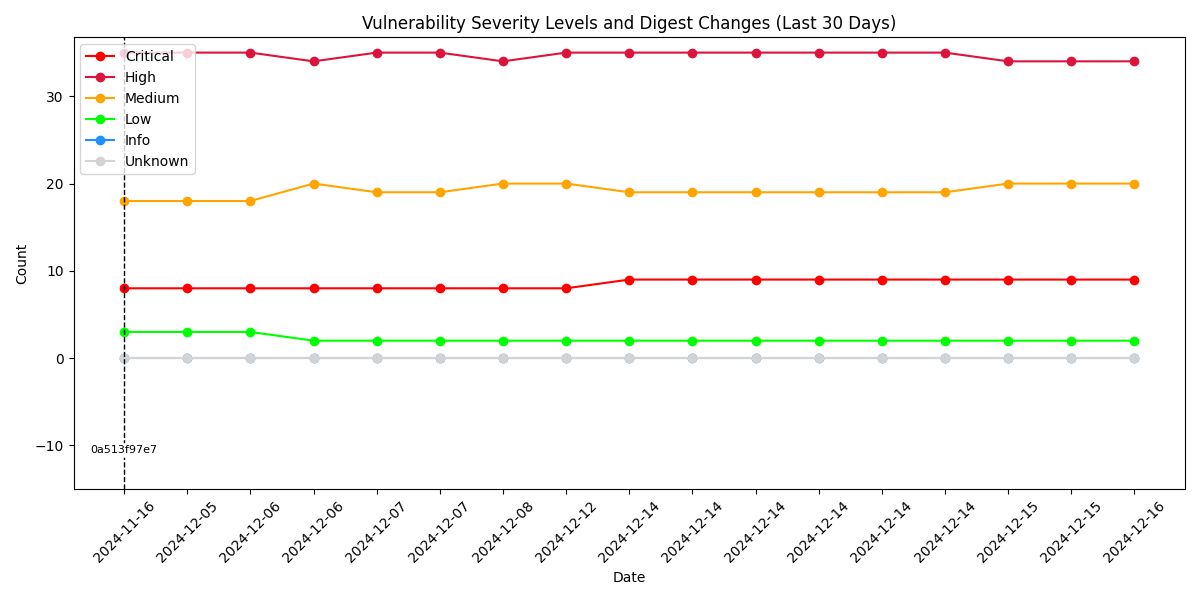 Vulnerability Severity Levels and Digest Changes (Last 30 Days)
Critical
High
Medium
Low
Info
Unknown
Count
30
20
10
0
−10
0a513f97e7
2024-11-16
2024-12-05
2024-12-06
2024-12-06
2024-12-07
2024-12-07
2024-12-08
2024-12-12
2024-12-14
2024-12-14
2024-12-14
2024-12-14
2024-12-14
2024-12-14
2024-12-15
2024-12-15
2024-12-16
Date